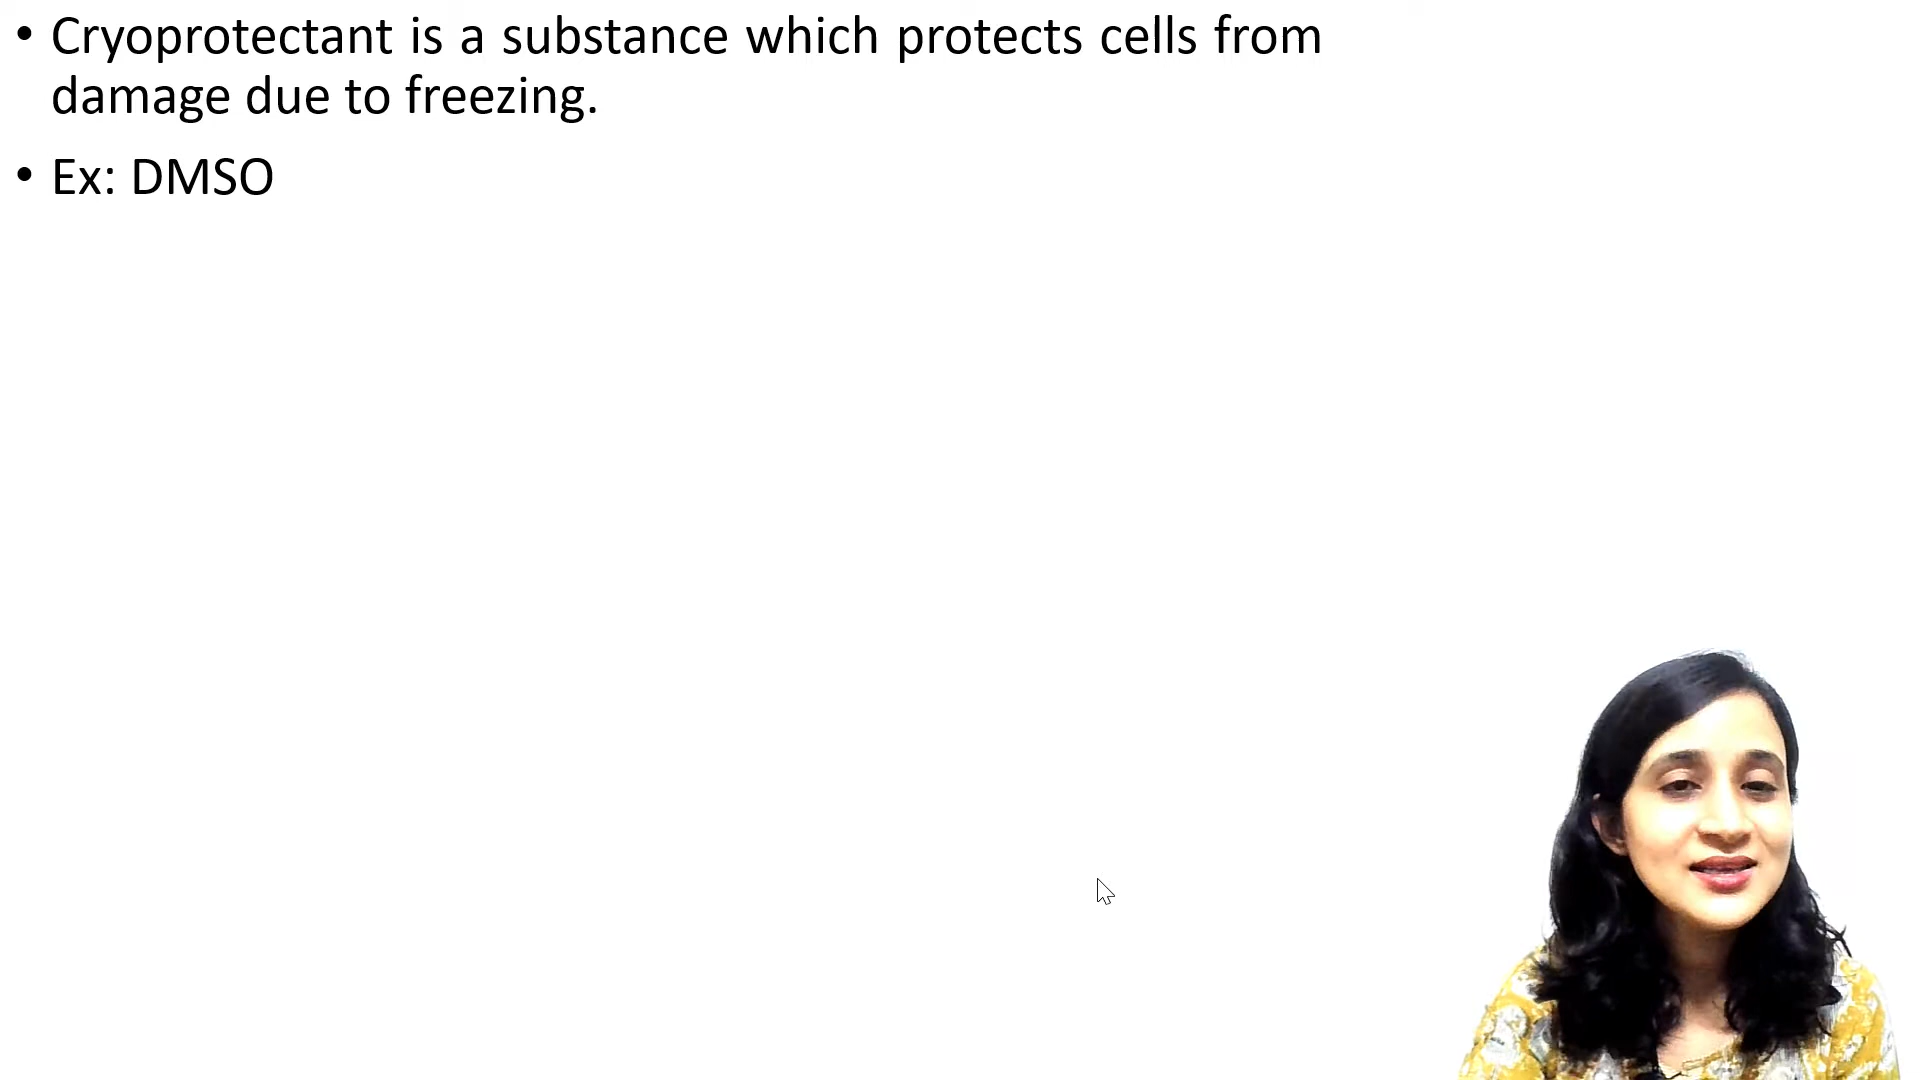 • Cryoprotectant is a substance which protects cells from
damage due to freezing.
• Ex: DMSO